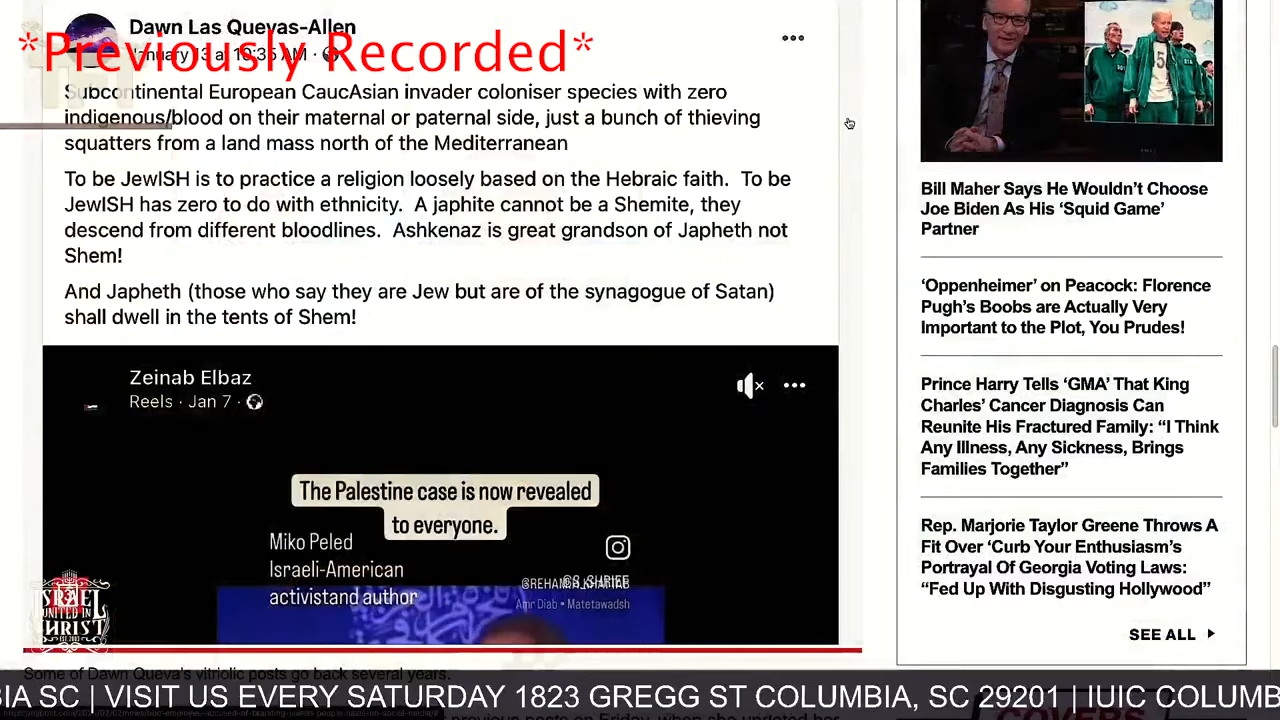 Dawn Las Quevas-Allen
*Previously Recorded*
Subcontinental European CaucAsian invader coloniser species with zero
indigenous/blood on their maternal or paternal side, just a bunch of thieving
squatters from a land mass north of the Mediterranean
To be JewISH is to practice a religion loosely based on the Hebraic faith. To be
JewISH has zero to do with ethnicity. A japhite cannot be a Shemite, they
descend from different bloodlines. Ashkenaz is great grandson of Japheth not
Shem!
And Japheth (those who say they are Jew but are of the synagogue of Satan)
shall dwell in the tents of Shem!
Zeinab Elbaz
Reels · Jan 7 ·
The Palestine case is now revealed
to everyone.
Miko Peled
Israeli-American
activistand author
Amr Diab • Matetawadsh
ISRAEL
UNITED IN
CHRIST
EST. 2003
Some of Dawn Queva's vitriolic posts go back several years.
Bill Maher Says He Wouldn't Choose
Joe Biden As His 'Squid Game'
Partner
'Oppenheimer' on Peacock: Florence
Pugh's Boobs are Actually Very
Important to the Plot, You Prudes!
Prince Harry Tells 'GMA' That King
Charles' Cancer Diagnosis Can
Reunite His Fractured Family: "I Think
Any Illness, Any Sickness, Brings
Families Together"
Rep. Marjorie Taylor Greene Throws A
Fit Over 'Curb Your Enthusiasm's
Portrayal Of Georgia Voting Laws:
"Fed Up With Disgusting Hollywood"
SEE ALL
BIA SC | VISIT US EVERY SATURDAY 1823 GREGG ST COLUMBIA, SC 29201 | IUIC COLUMB